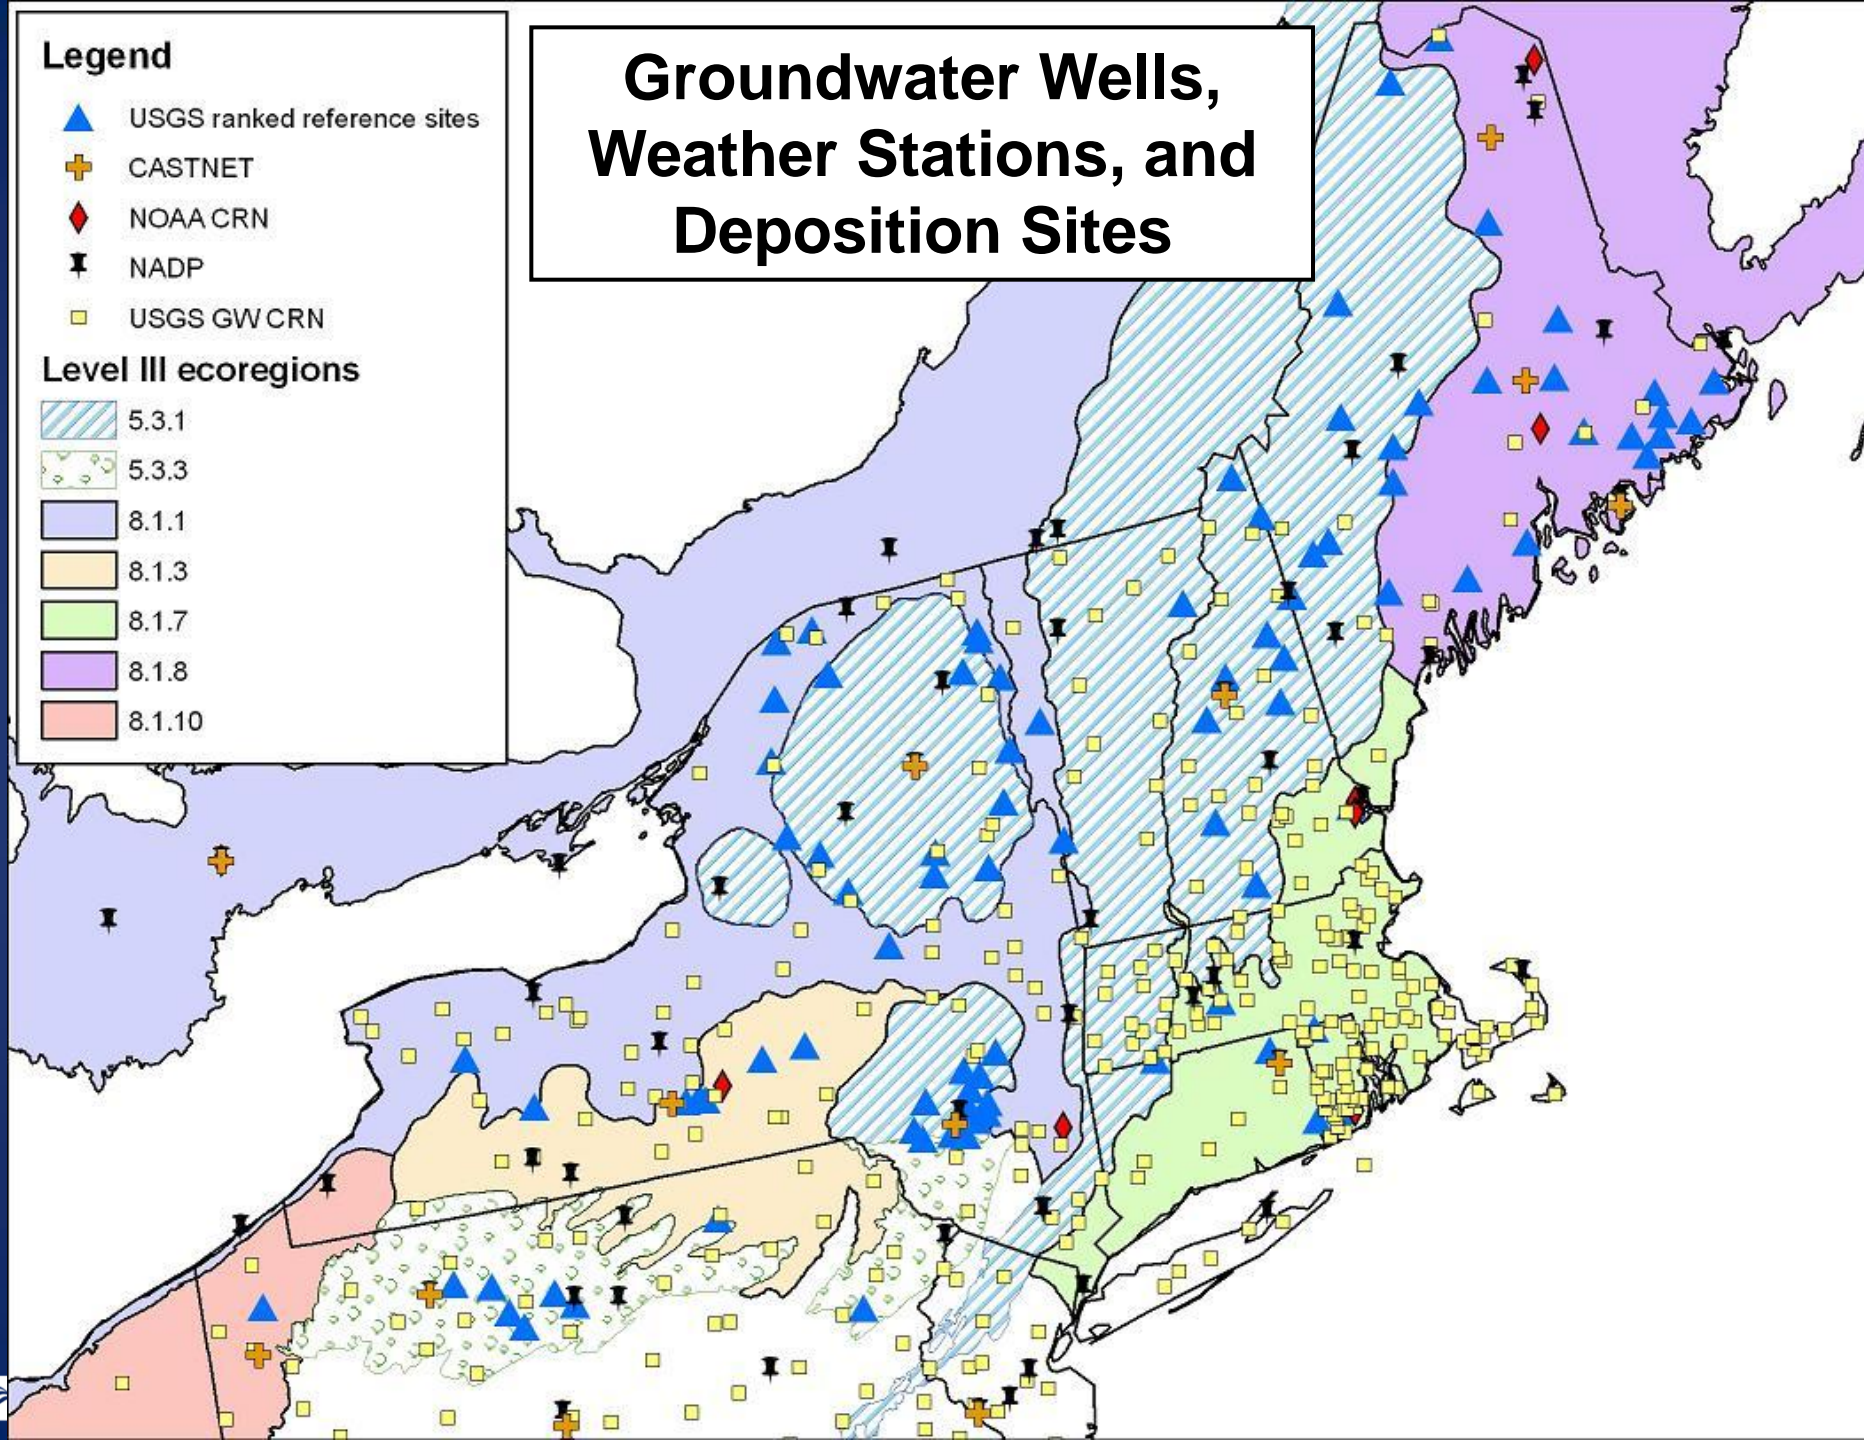 Groundwater Wells,
Weather Stations, and
Deposition Sites
Legend
USGS ranked reference sites
CASTNET
NOAA CRN
NADP
USGS GW CRN
Level III ecoregions
5.3.1
5.3.3
8.1.1
8.1.3
8.1.7
8.1.8
8.1.10